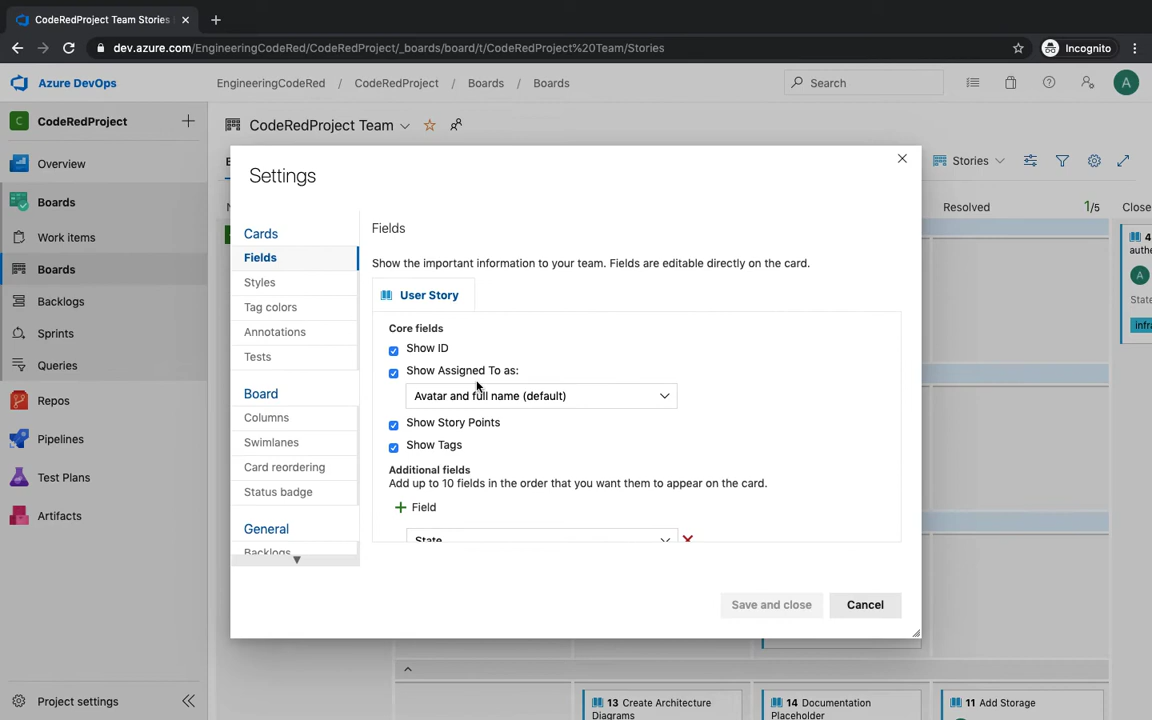 CodeRedProject Team Stories
dev.azure.com/EngineeringCodeRed/CodeRedProject/_boards/board/t/CodeRedProject%20Team/Stories
Incognito
Azure DevOps
EngineeringCodeRed / CodeRedProject / Boards / Boards
Search
A
C CodeRedProject
CodeRedProject Team
Overview
Boards
Work items
Boards
Backlogs
Sprints
Queries
Repos
Pipelines
Test Plans
Artifacts
Project settings
Stories
Resolved 1/5
Close
4
authe
A
State
infra
Settings
Cards
Fields
Styles
Tag colors
Annotations
Tests
Board
Columns
Swimlanes
Card reordering
Status badge
General
Backlogs
Fields
Show the important information to your team. Fields are editable directly on the card.
User Story
Core fields
Show ID
Show Assigned To as:
Avatar and full name (default)
Show Story Points
Show Tags
Additional fields
Add up to 10 fields in the order that you want them to appear on the card.
Field
State
Save and close
Cancel
13 Create Architecture
Diagrams
14 Documentation
Placeholder
11 Add Storage